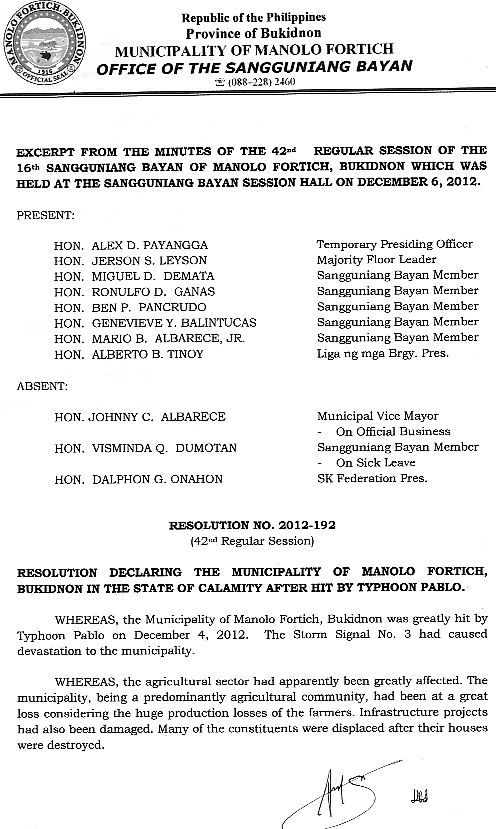 MANOLO FORTICH, BUKIDNON
1916
OFFICIAL SEAL
Republic of the Philippines
Province of Bukidnon
MUNICIPALITY OF MANOLO FORTICH
OFFICE OF THE SANGGUNIANG BAYAN
☏ (088-228) 2460
EXCERPT FROM THE MINUTES OF THE 42nd REGULAR SESSION OF THE
16th SANGGUNIANG BAYAN OF MANOLO FORTICH, BUKIDNON WHICH WAS
HELD AT THE SANGGUNIANG BAYAN SESSION HALL ON DECEMBER 6, 2012.
PRESENT:
HON. ALEX D. PAYANGGA Temporary Presiding Officer
HON. JERSON S. LEYSON Majority Floor Leader
HON. MIGUEL D. DEMATA Sangguniang Bayan Member
HON. RONULFO D. GANAS Sangguniang Bayan Member
HON. BEN P. PANCRUDO Sangguniang Bayan Member
HON. GENEVIEVE Y. BALINTUCAS Sangguniang Bayan Member
HON. MARIO B. ALBARECE, JR. Sangguniang Bayan Member
HON. ALBERTO B. TINOY Liga ng mga Brgy. Pres.
ABSENT:
HON. JOHNNY C. ALBARECE Municipal Vice Mayor
- On Official Business
HON. VISMINDA Q. DUMOTAN Sangguniang Bayan Member
- On Sick Leave
HON. DALPHON G. ONAHON SK Federation Pres.
RESOLUTION NO. 2012-192
(42nd Regular Session)
RESOLUTION DECLARING THE MUNICIPALITY OF MANOLO FORTICH,
BUKIDNON IN THE STATE OF CALAMITY AFTER HIT BY TYPHOON PABLO.
WHEREAS, the Municipality of Manolo Fortich, Bukidnon was greatly hit by
Typhoon Pablo on December 4, 2012. The Storm Signal No. 3 had caused
devastation to the municipality.
WHEREAS, the agricultural sector had apparently been greatly affected. The
municipality, being a predominantly agricultural community, had been at a great
loss considering the huge production losses of the farmers. Infrastructure projects
had also been damaged. Many of the constituents were displaced after their houses
were destroyed.